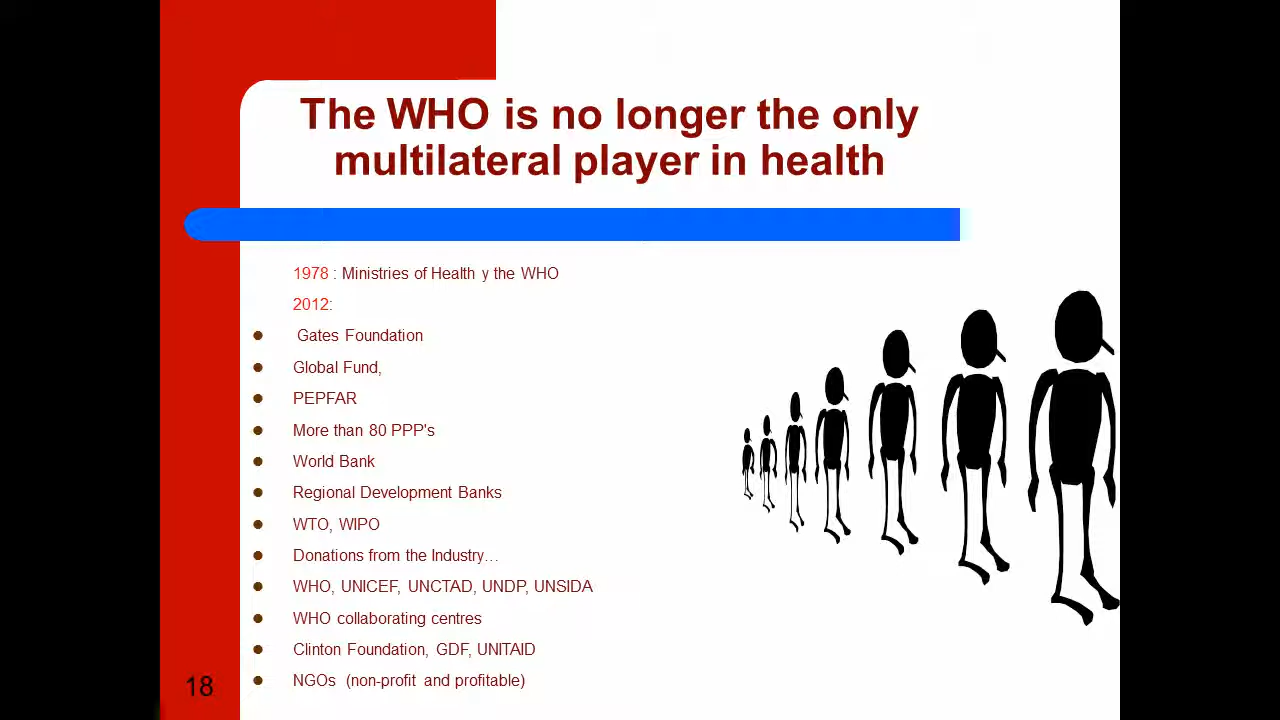 The WHO is no longer the only
multilateral player in health
1978 : Ministries of Health y the WHO
2012:
Gates Foundation
Global Fund,
PEPFAR
More than 80 PPP's
World Bank
Regional Development Banks
WTO, WIPO
Donations from the Industry…
WHO, UNICEF, UNCTAD, UNDP, UNSIDA
WHO collaborating centres
Clinton Foundation, GDF, UNITAID
NGOs (non-profit and profitable)
18